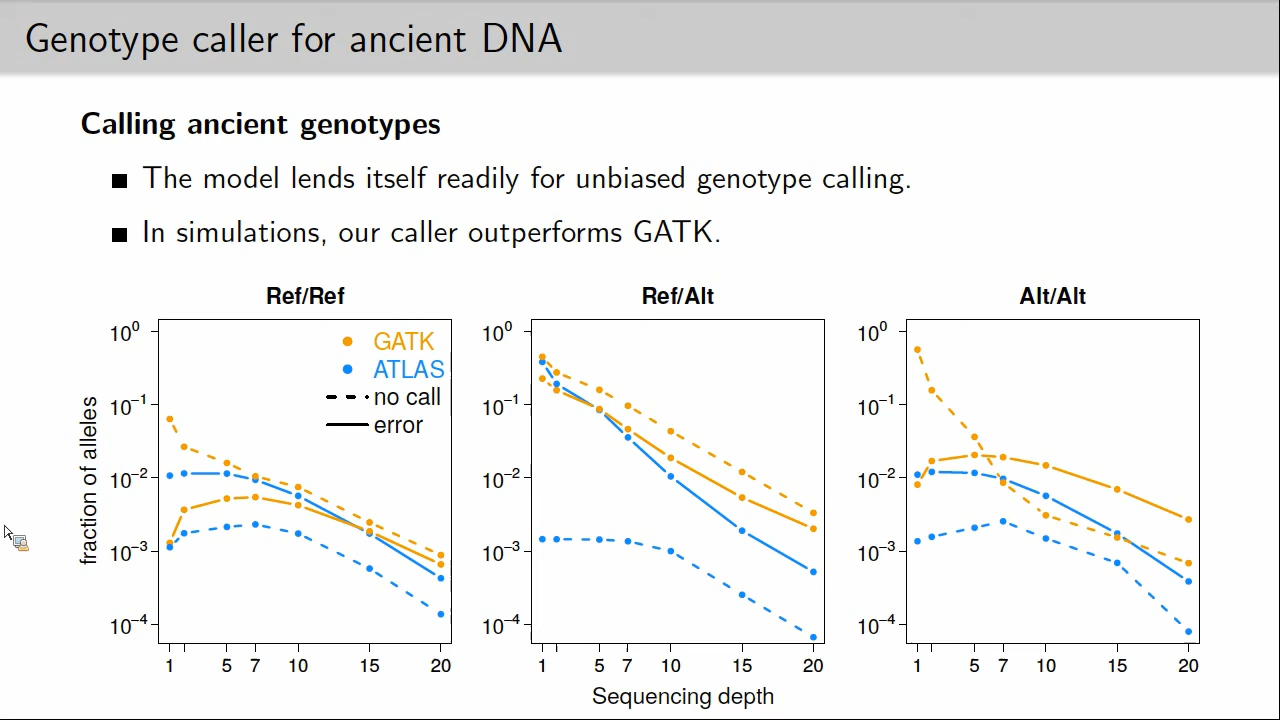 Genotype caller for ancient DNA
Calling ancient genotypes
The model lends itself readily for unbiased genotype calling.
In simulations, our caller outperforms GATK.
Ref/Ref
Ref/Alt
Alt/Alt
fraction of alleles
10⁰
10⁻¹
10⁻²
10⁻³
10⁻⁴
GATK
ATLAS
no call
error
1 5 7 10 15 20
10⁰
10⁻¹
10⁻²
10⁻³
10⁻⁴
1 5 7 10 15 20
10⁰
10⁻¹
10⁻²
10⁻³
10⁻⁴
1 5 7 10 15 20
Sequencing depth